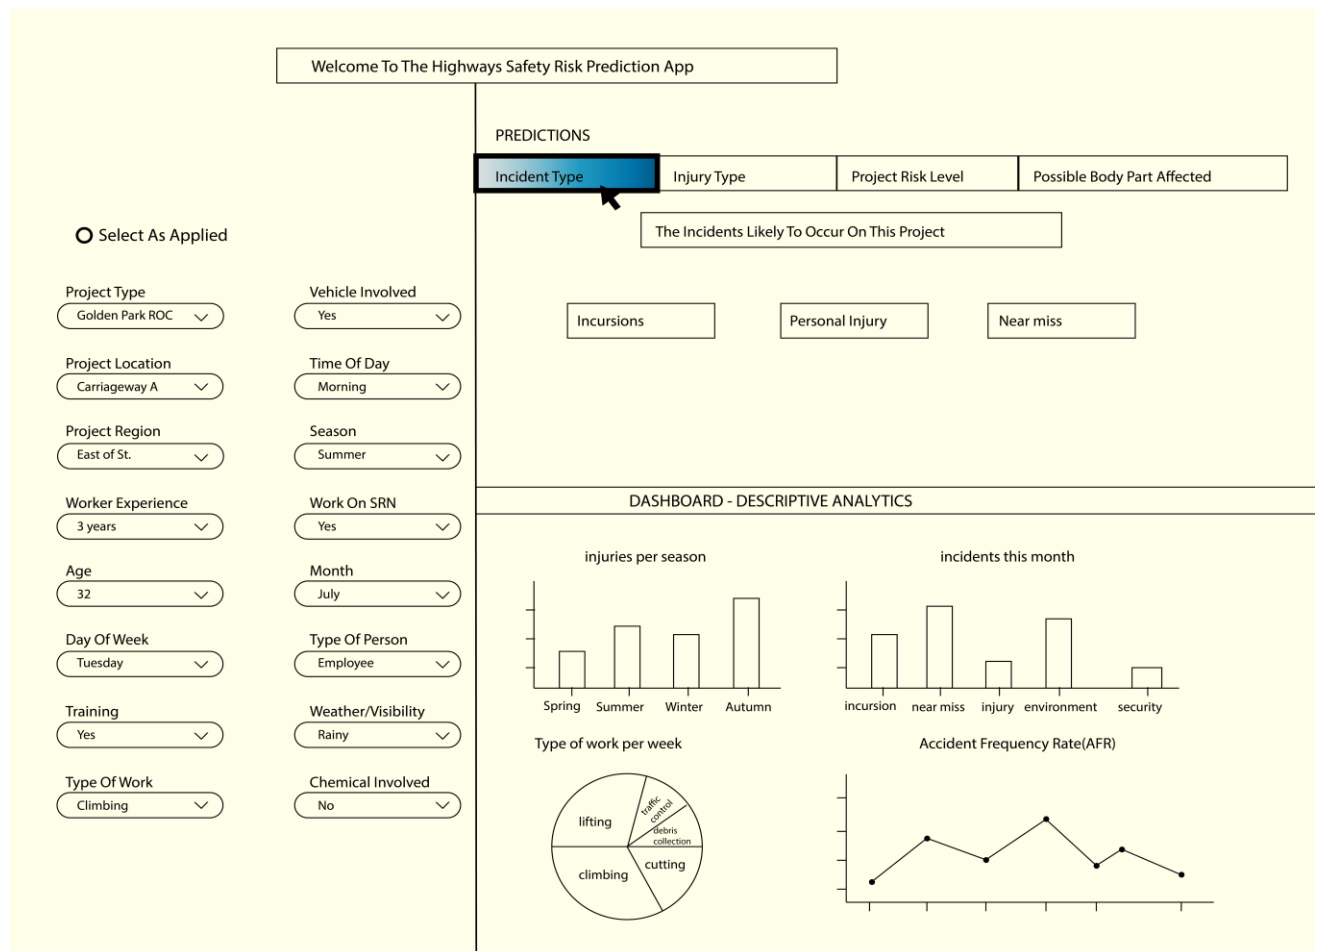 Welcome To The Highways Safety Risk Prediction App
PREDICTIONS
Incident Type
Injury Type
Project Risk Level
Possible Body Part Affected
The Incidents Likely To Occur On This Project
Incursions
Personal Injury
Near miss
Select As Applied
Project Type
Golden Park ROC
Vehicle Involved
Yes
Project Location
Carriageway A
Time Of Day
Morning
Project Region
East of St.
Season
Summer
Worker Experience
3 years
Work On SRN
Yes
Age
32
Month
July
Day Of Week
Tuesday
Type Of Person
Employee
Training
Yes
Weather/Visibility
Rainy
Type Of Work
Climbing
Chemical Involved
No
DASHBOARD - DESCRIPTIVE ANALYTICS
injuries per season
Spring
Summer
Winter
Autumn
incidents this month
incursion
near miss
injury
environment
security
Type of work per week
lifting
traffic
control
debris
collection
cutting
climbing
Accident Frequency Rate(AFR)